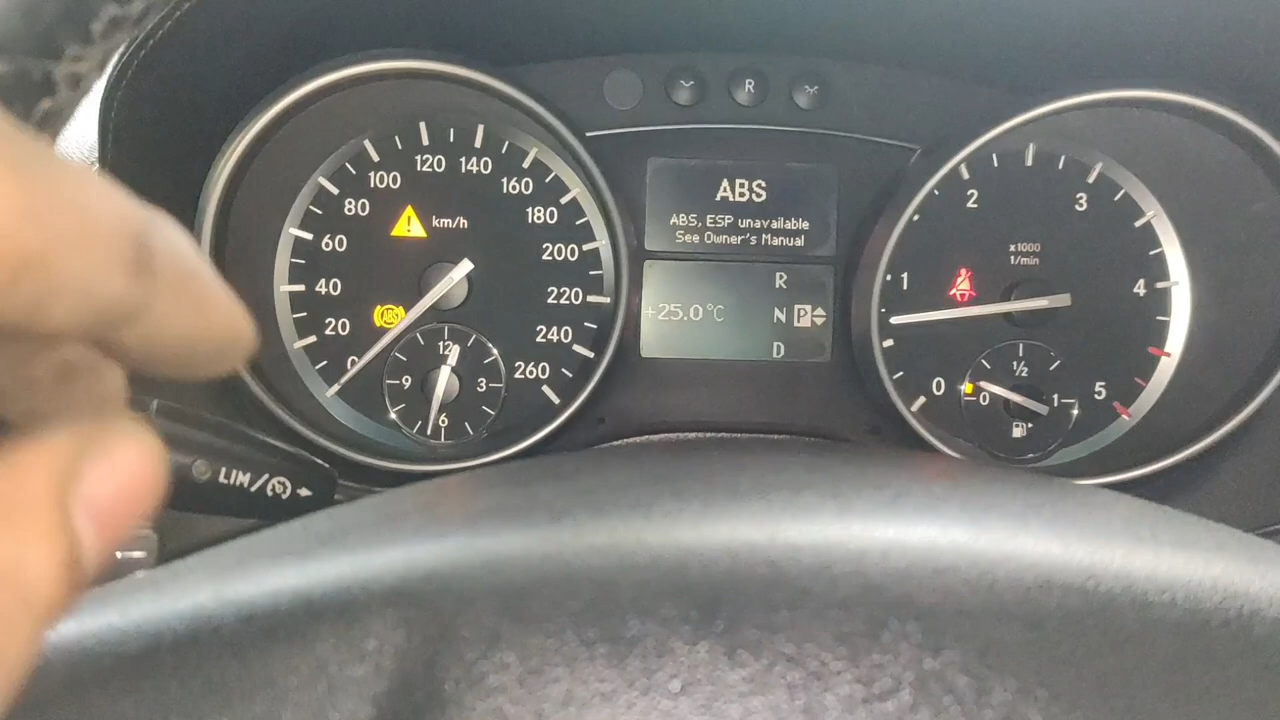 R
120 140
100 160
80 km/h 180
60 200
40 220
20 240
0 260
ABS
12
9 3
6
ABS
ABS, ESP unavailable
See Owner's Manual
R
+25.0°C N P
D
2 3
x1000
1/min
1 4
0 5
1/2
0 1
LIM/